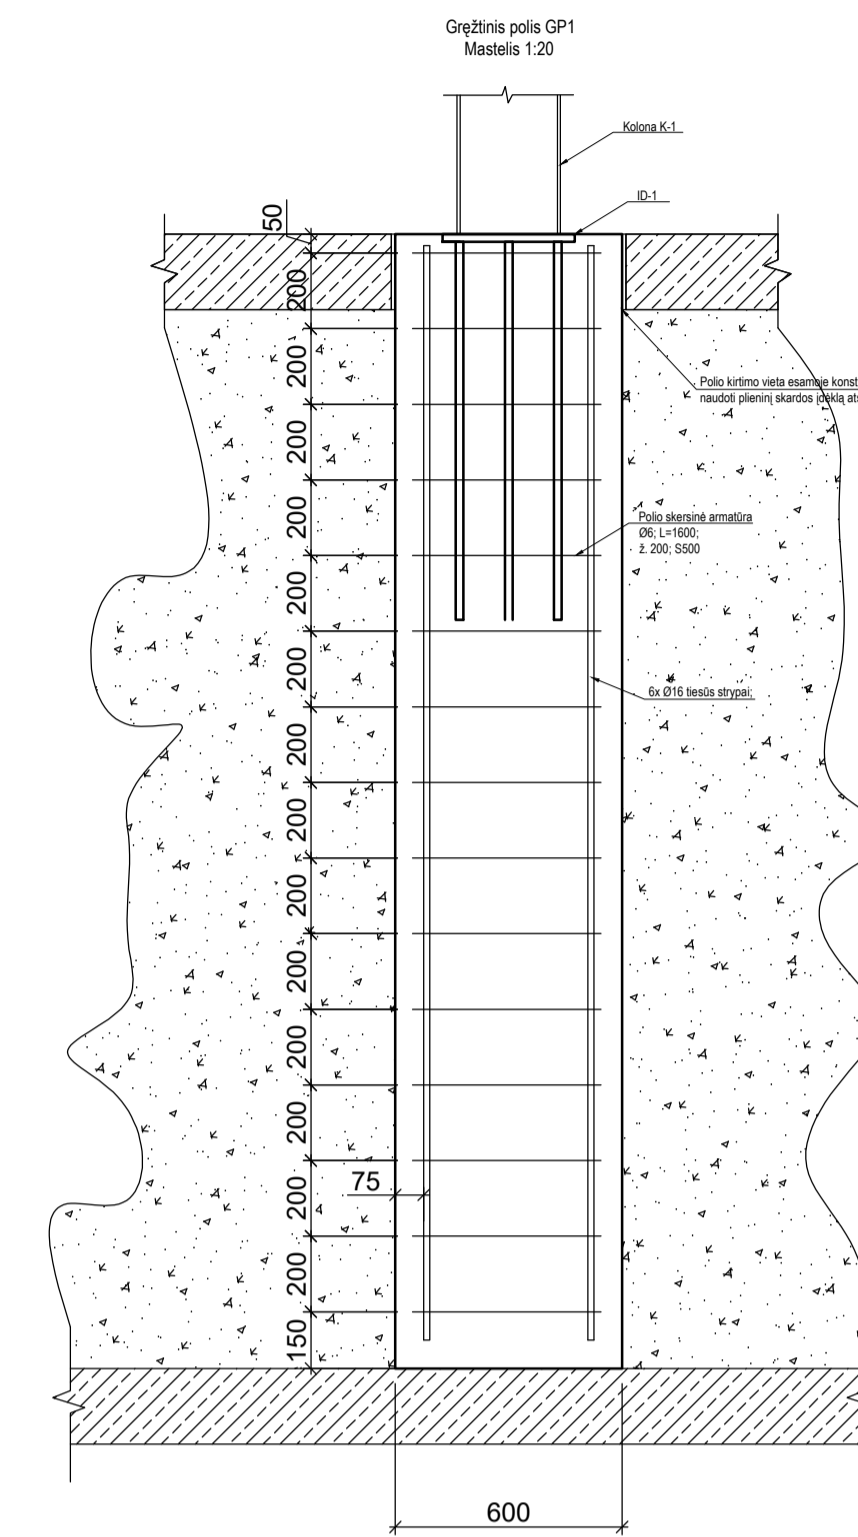 Gręžtinis polis GP1
Mastelis 1:20
Kolona K-1
ID-1
50
200
200
Polio kirtimo vieta esamoje konst
naudoti plieninį skardos įdėklą ats
200
200
Polio skersinė armatūra
Ø6; L=1600;
ž. 200; S500
200
200
6x Ø16 tiesūs strypai;
200
200
200
200
200
200
75
200
200
150
600